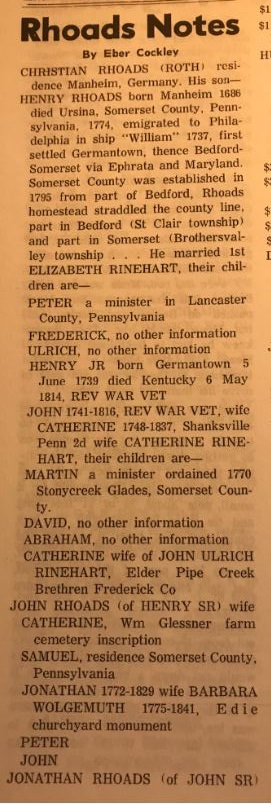 Rhoads Notes
By Eber Cockley
CHRISTIAN RHOADS (ROTH) resi-
dence Manheim, Germany. His son—
HENRY RHOADS born Manheim 1686
died Ursina, Somerset County, Penn-
sylvania, 1774, emigrated to Phila-
delphia in ship "William" 1737, first
settled Germantown, thence Bedford-
Somerset via Ephrata and Maryland.
Somerset County was established in
1795 from part of Bedford, Rhoads
homestead straddled the county line,
part in Bedford (St Clair township)
and part in Somerset (Brothersval-
ley township . . . He married 1st
ELIZABETH RINEHART, their chil-
dren are—
PETER a minister in Lancaster
County, Pennsylvania
FREDERICK, no other information
ULRICH, no other information
HENRY JR born Germantown 5
June 1739 died Kentucky 6 May
1814, REV WAR VET
JOHN 1741-1816, REV WAR VET, wife
CATHERINE 1748-1837, Shanksville
Penn 2d wife CATHERINE RINE-
HART, their children are—
MARTIN a minister ordained 1770
Stonycreek Glades, Somerset Coun-
ty.
DAVID, no other information
ABRAHAM, no other information
CATHERINE wife of JOHN ULRICH
RINEHART, Elder Pipe Creek
Brethren Frederick Co
JOHN RHOADS (of HENRY SR) wife
CATHERINE, Wm Glessner farm
cemetery inscription
SAMUEL, residence Somerset County,
Pennsylvania
JONATHAN 1772-1829 wife BARBARA
WOLGEMUTH 1775-1841, Edie
churchyard monument
PETER
JOHN
JONATHAN RHOADS (of JOHN SR)